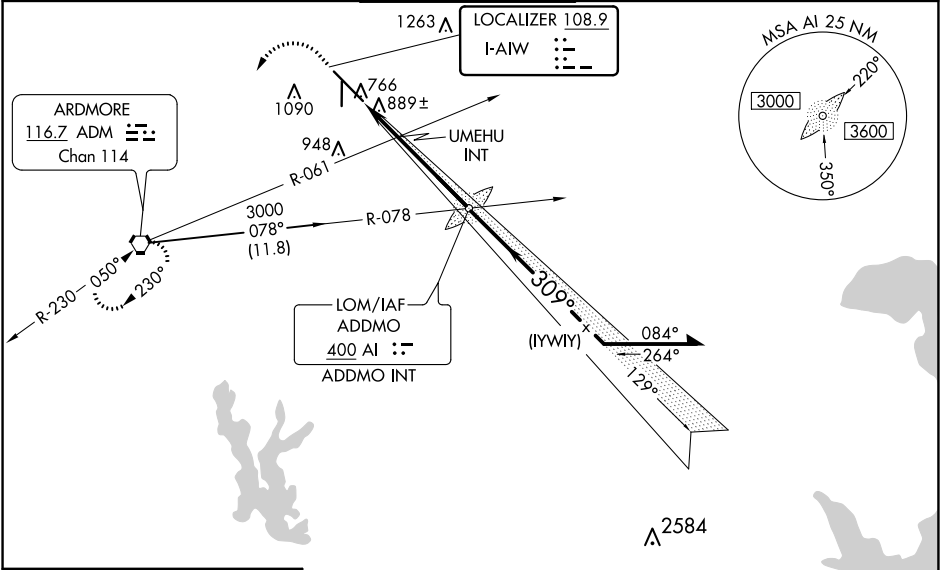 1263
LOCALIZER 108.9
I-AIW
MSA AI 25 NM
220°
3000
3600
350°
ARDMORE
116.7 ADM
Chan 114
1090
766
889±
948
UMEHU
INT
R-061
3000
078°
(11.8)
R-078
R-230
050°
230°
LOM/IAF
ADDMO
400 AI
ADDMO INT
309°
(IYWIY)
084°
264°
129°
2584